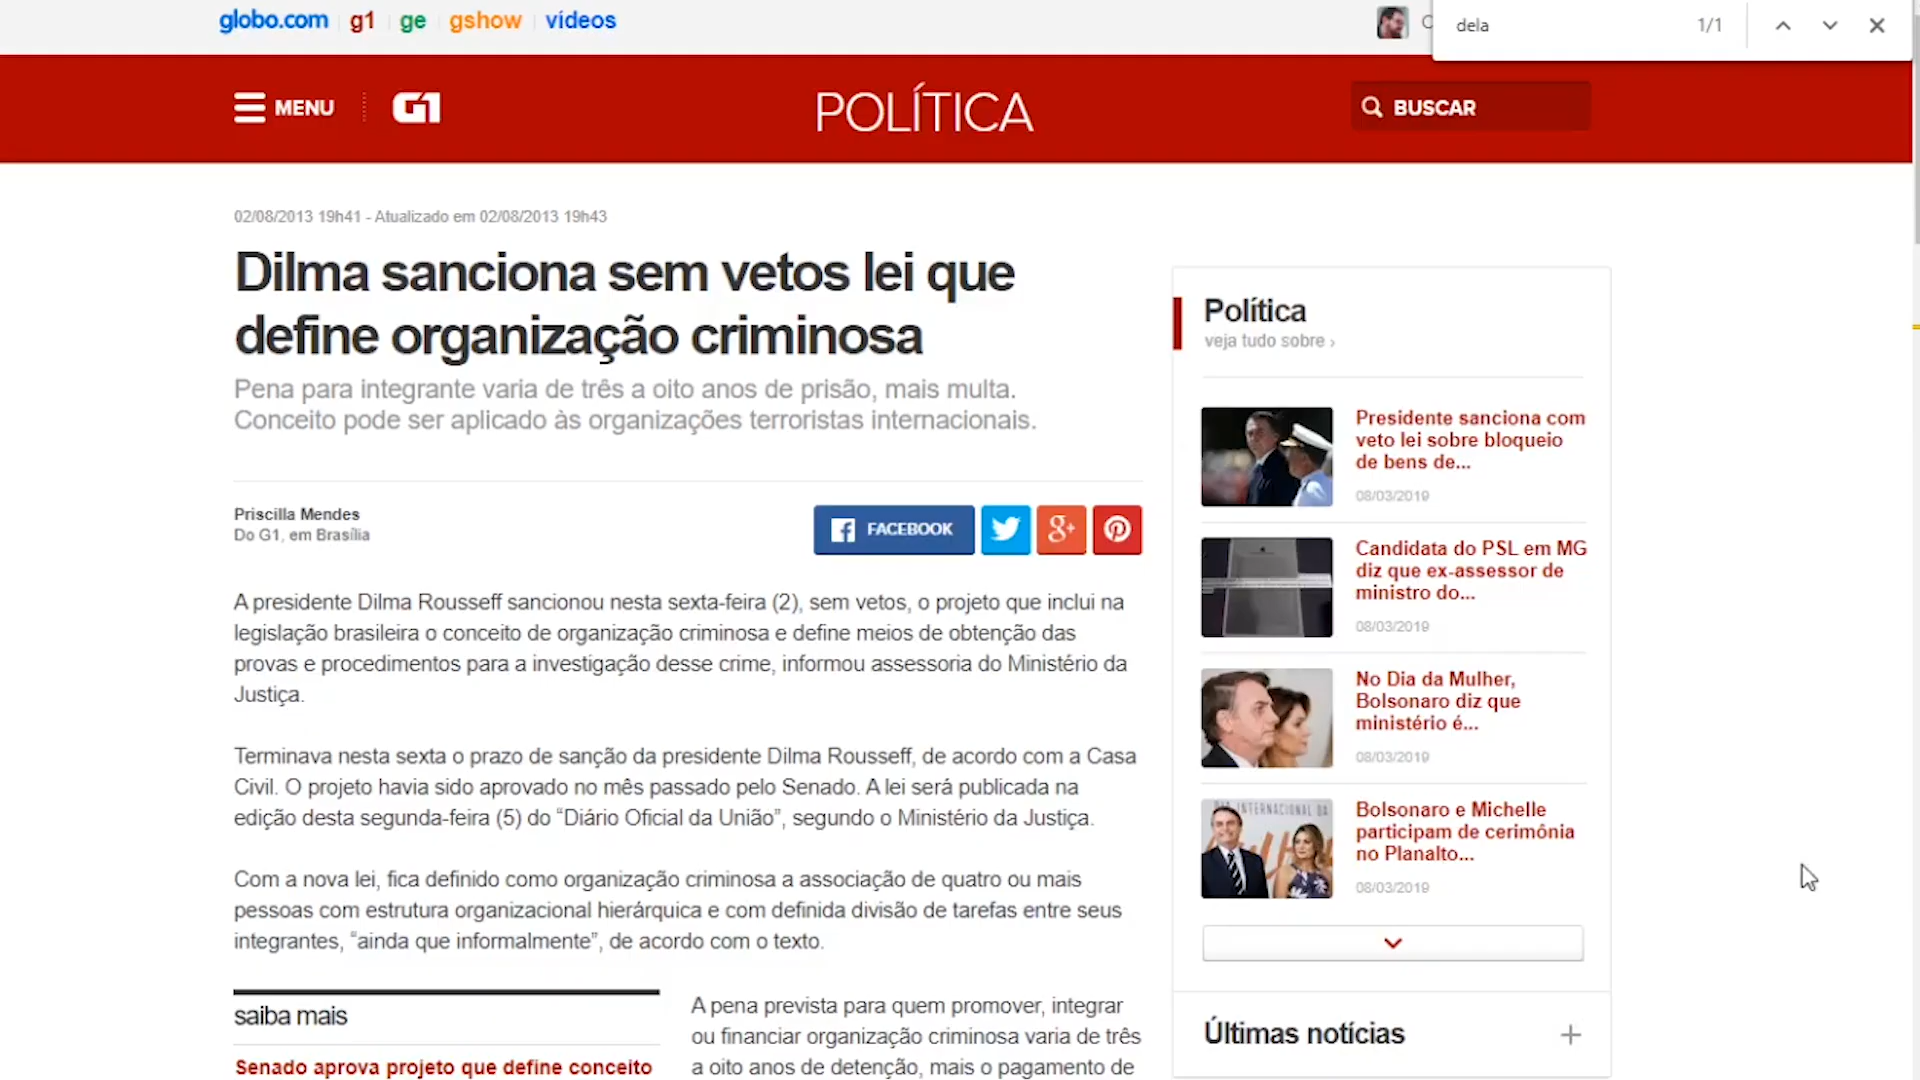 globo.com g1 ge gshow vídeos
dela 1/1
MENU G1 POLÍTICA BUSCAR
02/08/2013 19h41 - Atualizado em 02/08/2013 19h43
Dilma sanciona sem vetos lei que
define organização criminosa
Pena para integrante varia de três a oito anos de prisão, mais multa.
Conceito pode ser aplicado às organizações terroristas internacionais.
Priscilla Mendes
Do G1, em Brasília
FACEBOOK
A presidente Dilma Rousseff sancionou nesta sexta-feira (2), sem vetos, o projeto que inclui na
legislação brasileira o conceito de organização criminosa e define meios de obtenção das
provas e procedimentos para a investigação desse crime, informou assessoria do Ministério da
Justiça.
Terminava nesta sexta o prazo de sanção da presidente Dilma Rousseff, de acordo com a Casa
Civil. O projeto havia sido aprovado no mês passado pelo Senado. A lei será publicada na
edição desta segunda-feira (5) do “Diário Oficial da União”, segundo o Ministério da Justiça.
Com a nova lei, fica definido como organização criminosa a associação de quatro ou mais
pessoas com estrutura organizacional hierárquica e com definida divisão de tarefas entre seus
integrantes, “ainda que informalmente”, de acordo com o texto.
saiba mais
Senado aprova projeto que define conceito
A pena prevista para quem promover, integrar
ou financiar organização criminosa varia de três
a oito anos de detenção, mais o pagamento de
Política
veja tudo sobre ›
Presidente sanciona com
veto lei sobre bloqueio
de bens de...
08/03/2019
Candidata do PSL em MG
diz que ex-assessor de
ministro do...
08/03/2019
No Dia da Mulher,
Bolsonaro diz que
ministério é...
08/03/2019
INTERNACIONAL DA
Bolsonaro e Michelle
participam de cerimônia
no Planalto...
08/03/2019
Últimas notícias +